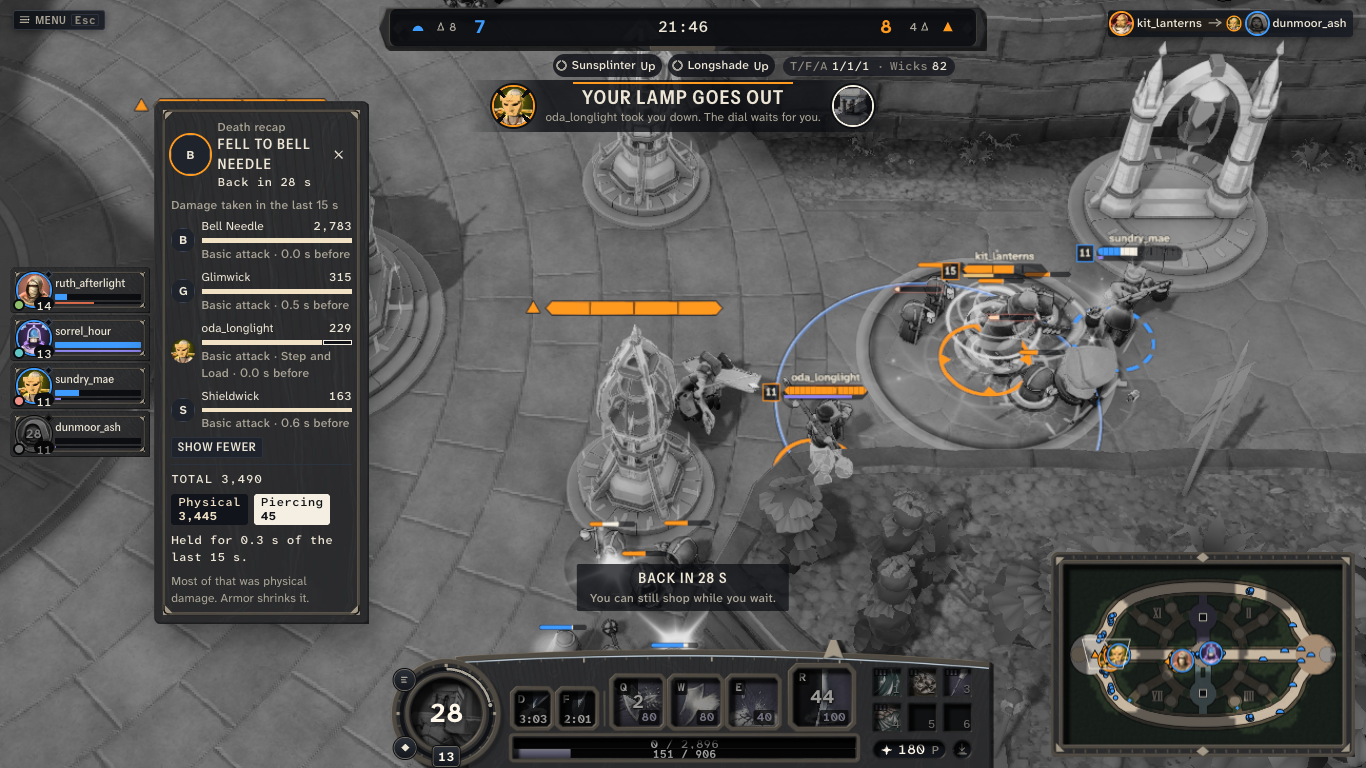 MENU Esc
8 7 21:46 8 4
kit_lanterns → dunmoor_ash
Sunsplinter Up Longshade Up T/F/A 1/1/1 · Wicks 82
YOUR LAMP GOES OUT
oda_longlight took you down. The dial waits for you.
Death recap
B
FELL TO BELL
NEEDLE
Back in 28 s
Damage taken in the last 15 s
B
Bell Needle 2,783
Basic attack · 0.0 s before
G
Glimwick 315
Basic attack · 0.5 s before
oda_longlight 229
Basic attack · Step and
Load · 0.0 s before
S
Shieldwick 163
Basic attack · 0.6 s before
SHOW FEWER
TOTAL 3,490
Physical
3,445
Piercing
45
Held for 0.3 s of the
last 15 s.
Most of that was physical
damage. Armor shrinks it.
ruth_afterlight
14
sorrel_hour
13
sundry_mae
11
dunmoor_ash
28
11
sundry_mae
11
kit_lanterns
15
oda_longlight
11
BACK IN 28 S
You can still shop while you wait.
28
13
D 3:03
F 2:01
Q 2 80
W 80
E 40
R 44 100
0 / 2,896
151 / 906
1 3
5 6
180 P
XI II
VII